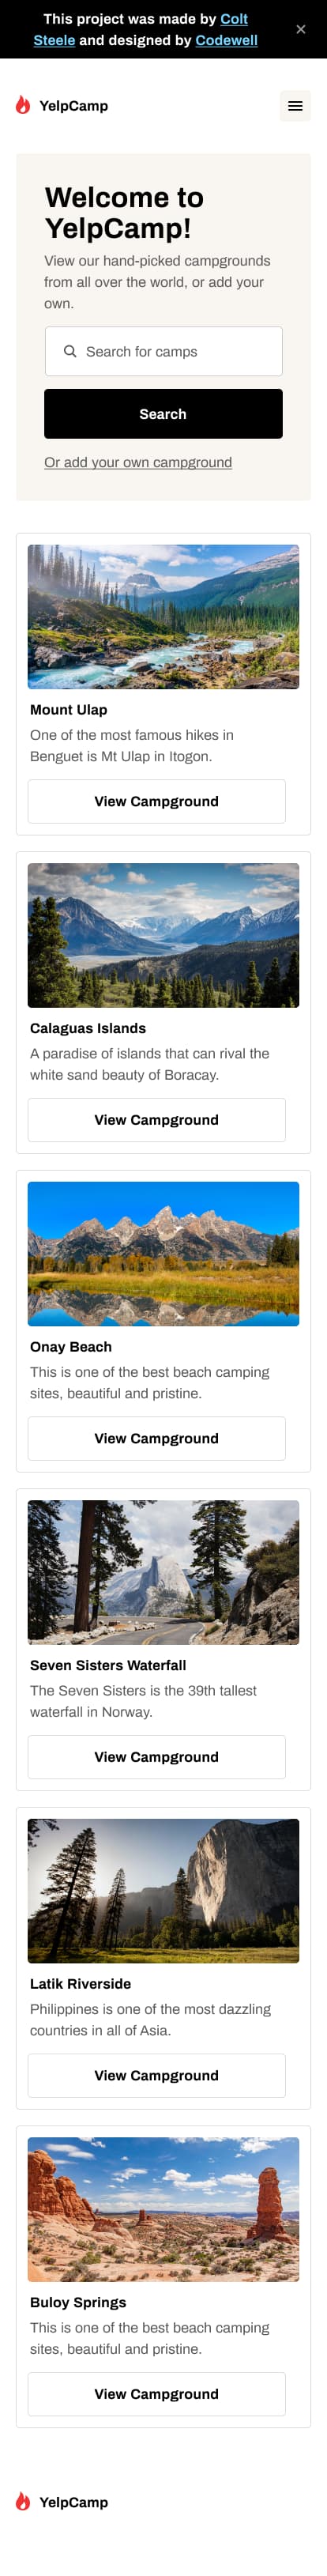 This project was made by Colt
Steele and designed by Codewell
YelpCamp
Welcome to
YelpCamp!
View our hand-picked campgrounds
from all over the world, or add your
own.
Search for camps
Search
Or add your own campground
Mount Ulap
One of the most famous hikes in
Benguet is Mt Ulap in Itogon.
View Campground
Calaguas Islands
A paradise of islands that can rival the
white sand beauty of Boracay.
View Campground
Onay Beach
This is one of the best beach camping
sites, beautiful and pristine.
View Campground
Seven Sisters Waterfall
The Seven Sisters is the 39th tallest
waterfall in Norway.
View Campground
Latik Riverside
Philippines is one of the most dazzling
countries in all of Asia.
View Campground
Buloy Springs
This is one of the best beach camping
sites, beautiful and pristine.
View Campground
YelpCamp